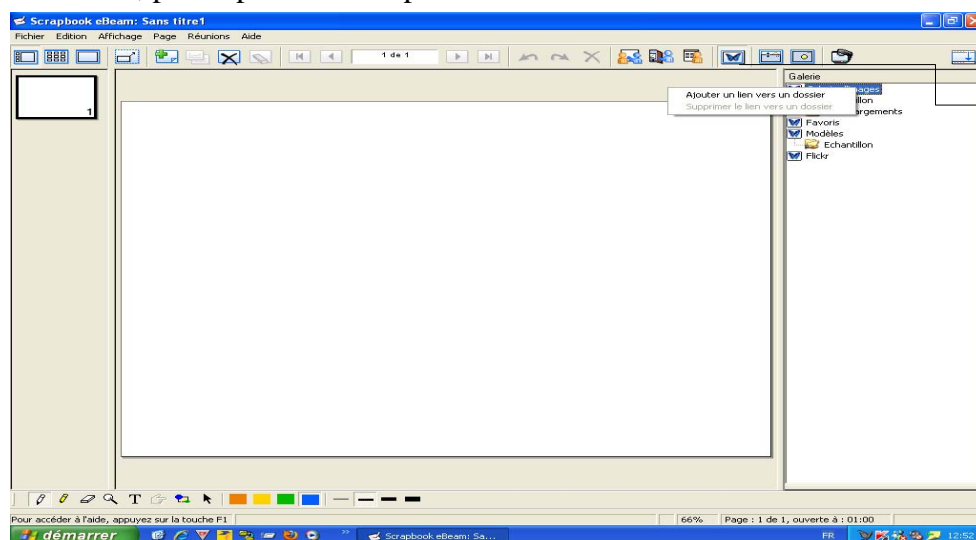 Scrapbook eBeam: Sans titre1
Fichier Edition Affichage Page Réunions Aide
1 de 1
Galerie
Ajouter un lien vers un dossier
Supprimer le lien vers un dossier
Favoris
Modèles
Echantillon
Flickr
1
T
Pour accéder à l'aide, appuyez sur la touche F1
66% Page : 1 de 1, ouverte à : 01:00
démarrer
Scrapbook eBeam: Sa...
FR 12:52